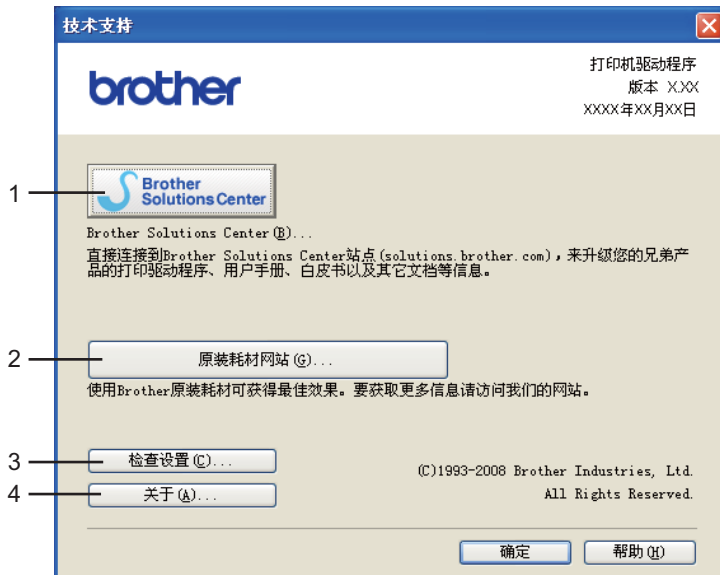 技术支持
brother
打印机驱动程序
版本 X.XX
XXXX年XX月XX日
1
Brother
Solutions Center
Brother Solutions Center(B)...
直接连接到Brother Solutions Center站点(solutions.brother.com)，来升级您的兄弟产
品的打印驱动程序、用户手册、白皮书以及其它文档等信息。
2
原装耗材网站(G)...
使用Brother原装耗材可获得最佳效果。要获取更多信息请访问我们的网站。
3
检查设置(C)...
(C)1993-2008 Brother Industries, Ltd.
4
关于(A)...
All Rights Reserved.
确定
帮助(H)